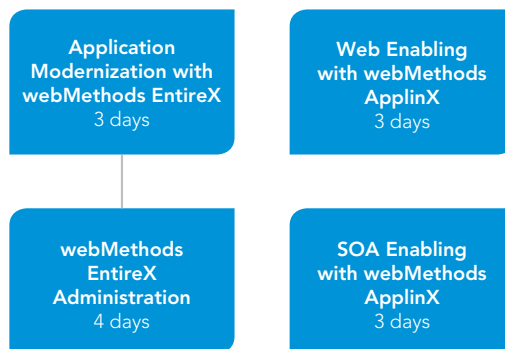 Application
Modernization with
webMethods EntireX
3 days
Web Enabling
with webMethods
ApplinX
3 days
webMethods
EntireX
Administration
4 days
SOA Enabling
with webMethods
ApplinX
3 days